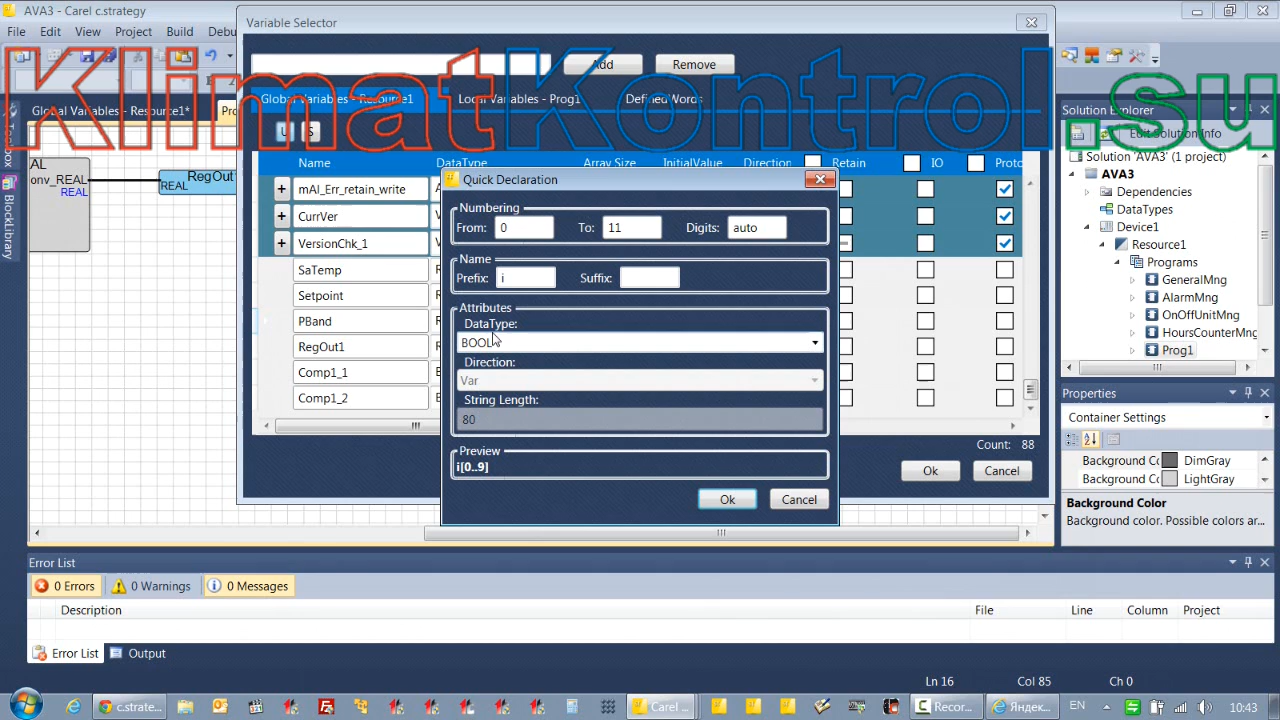 AVA3 - Carel c.strategy
Variable Selector
File Edit View Project Build Debu
Add Remove
KlimatKontrol.su
Global Variables - Resource1* Pro
Global Variables - Resource1 Local Variables - Prog1 DefinedWords
U S
Name DataType Array Size InitialValue Direction Retain IO Proto
mAI_Err_retain_write A
CurrVer V
VersionChk_1 V
SaTemp R
Setpoint R
PBand R
RegOut1 R
Comp1_1
Comp1_2
Count: 88
Ok Cancel
Toolbox
BlockLibrary
AL
onv_REAL
REAL
RegOut1
REAL
Quick Declaration
Numbering
From: 0 To: 11 Digits: auto
Name
Prefix: i Suffix:
Attributes
DataType:
BOOL
Direction:
Var
String Length:
80
Preview
i[0..9]
Ok Cancel
Solution Explorer
Edit Solution Info
Solution 'AVA3' (1 project)
AVA3
Dependencies
DataTypes
Device1
Resource1
Programs
GeneralMng
AlarmMng
OnOffUnitMng
HoursCounterMng
Prog1
Properties
Container Settings
Background Cc DimGray
Background Cc LightGray
Background Color
Background color. Possible colors ar...
Error List
0 Errors 0 Warnings 0 Messages
Description File Line Column Project
Error List Output
Ln 16 Col 85 Ch 0
c.strate... Carel ... Recor... Яндек... EN 10:43